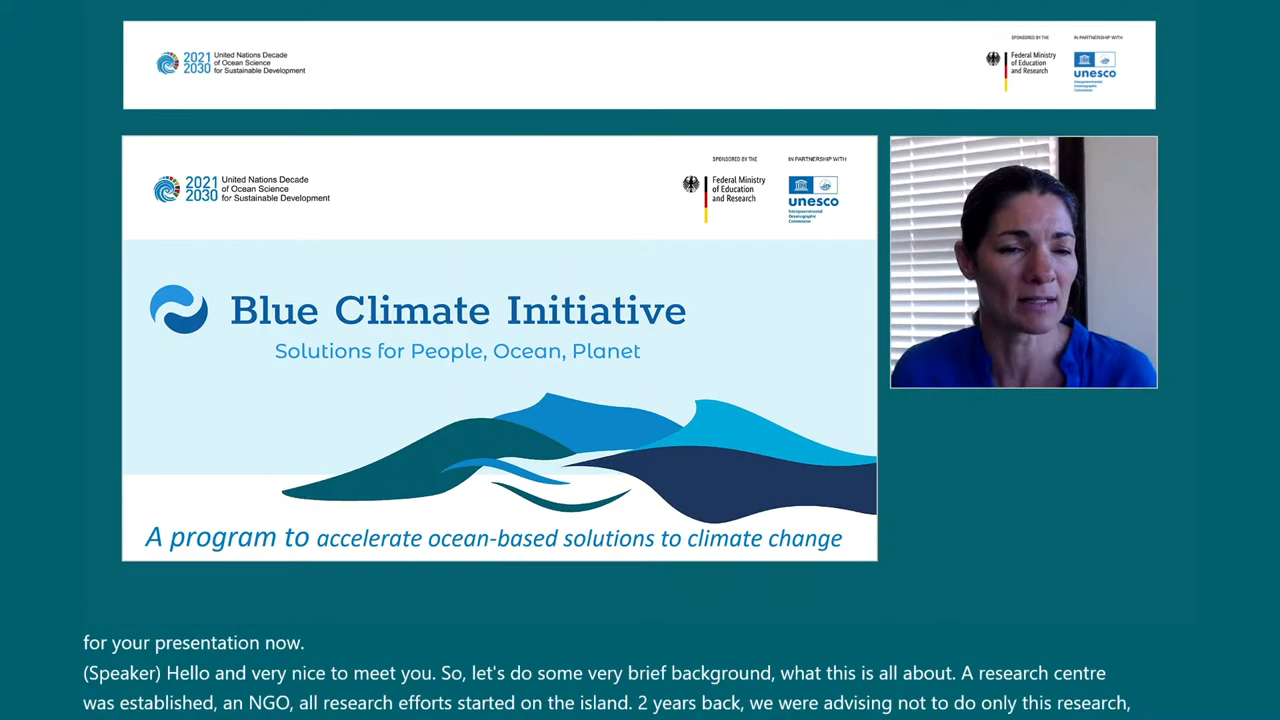 2021
2030
United Nations Decade
of Ocean Science
for Sustainable Development
SPONSORED BY THE
Federal Ministry
of Education
and Research
IN PARTNERSHIP WITH
unesco
Intergovernmental
Oceanographic
Commission
2021
2030
United Nations Decade
of Ocean Science
for Sustainable Development
SPONSORED BY THE
Federal Ministry
of Education
and Research
IN PARTNERSHIP WITH
unesco
Intergovernmental
Oceanographic
Commission
Blue Climate Initiative
Solutions for People, Ocean, Planet
A program to accelerate ocean-based solutions to climate change
for your presentation now.
(Speaker) Hello and very nice to meet you. So, let's do some very brief background, what this is all about. A research centre
was established, an NGO, all research efforts started on the island. 2 years back, we were advising not to do only this research,